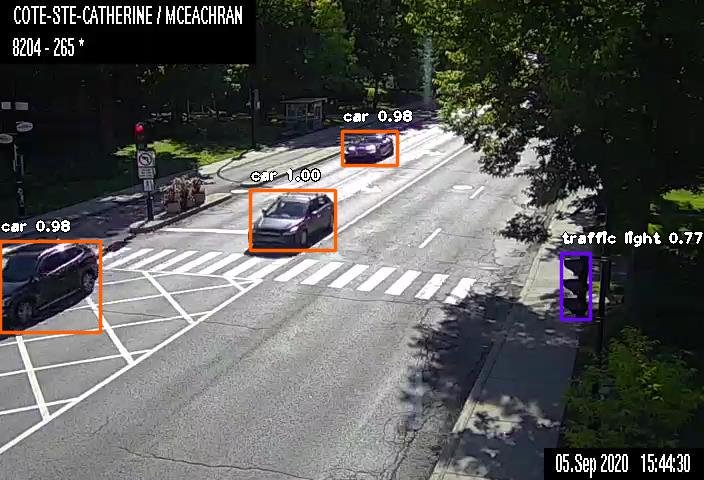 COTE-STE-CATHERINE / MCEACHRAN
8204 - 265 *
car 0.98
car 1.00
car 0.98
traffic light 0.77
05.Sep 2020 15:44:30